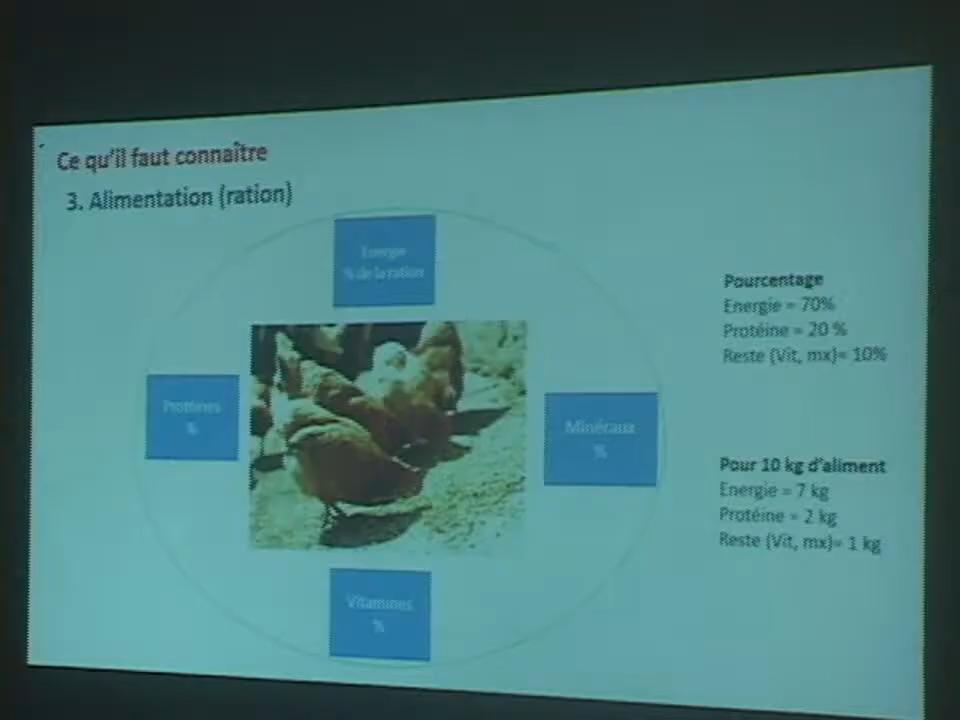 Ce qu'il faut connaître
3. Alimentation (ration)
Energie
% de la ration
Protéines
%
Minéraux
%
Vitamines
%
Pourcentage
Energie = 70%
Protéine = 20 %
Reste (Vit, mx)= 10%
Pour 10 kg d'aliment
Energie = 7 kg
Protéine = 2 kg
Reste (Vit, mx)= 1 kg